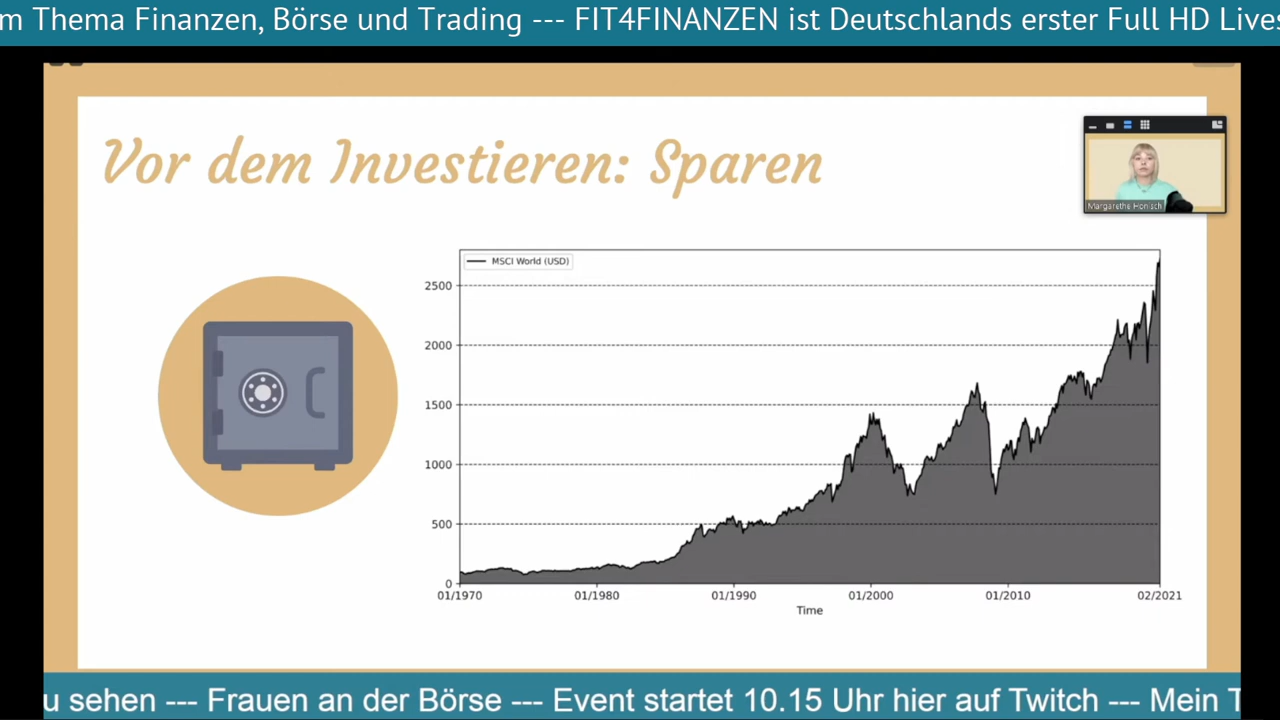 m Thema Finanzen, Börse und Trading --- FIT4FINANZEN ist Deutschlands erster Full HD Lives
Vor dem Investieren: Sparen
Margarethe Honisch
MSCI World (USD)
2500
2000
1500
1000
500
0
01/1970 01/1980 01/1990 01/2000 01/2010 02/2021
Time
u sehen --- Frauen an der Börse --- Event startet 10.15 Uhr hier auf Twitch --- Mein T